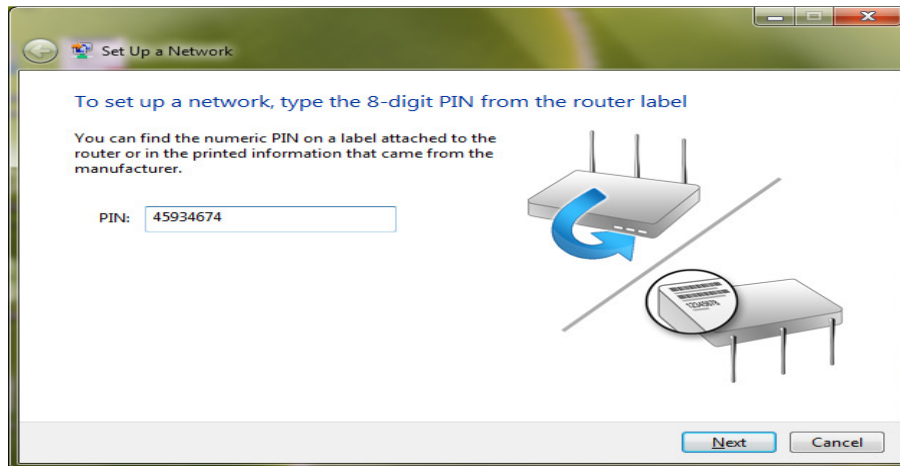 Set Up a Network
To set up a network, type the 8-digit PIN from the router label
You can find the numeric PIN on a label attached to the
router or in the printed information that came from the
manufacturer.
PIN: 45934674
12345678
Next Cancel